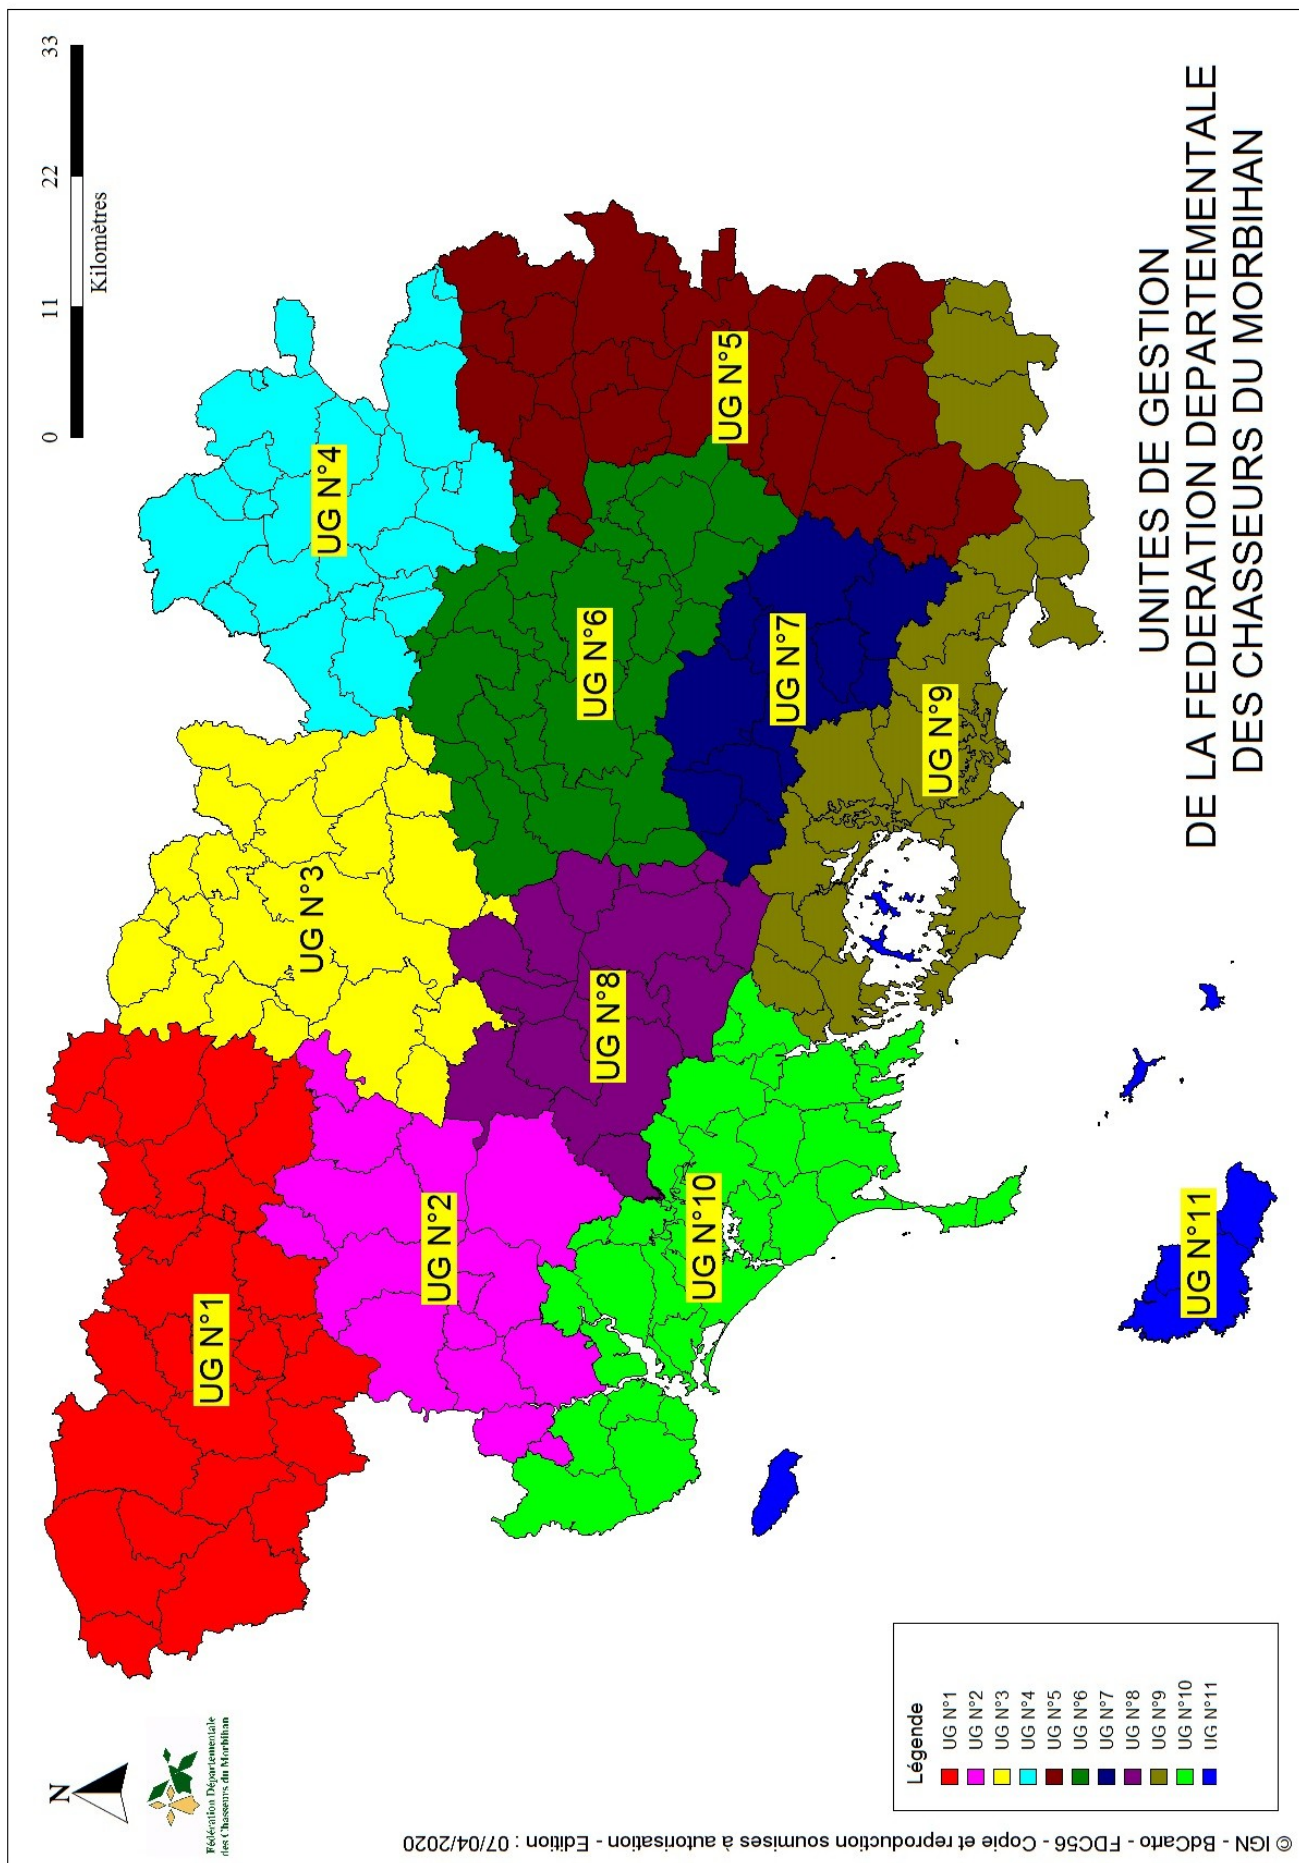 N
Fédération Départementale
des Chasseurs du Morbihan
0 11 22 33
Kilomètres
UG N°1
UG N°2
UG N°3
UG N°4
UG N°5
UG N°6
UG N°7
UG N°8
UG N°9
UG N°10
UG N°11
UNITES DE GESTION
DE LA FEDERATION DEPARTEMENTALE
DES CHASSEURS DU MORBIHAN
Légende
UG N°1
UG N°2
UG N°3
UG N°4
UG N°5
UG N°6
UG N°7
UG N°8
UG N°9
UG N°10
UG N°11
© IGN - BdCarto - FDC56 - Copie et reproduction soumises à autorisation - Edition : 07/04/2020